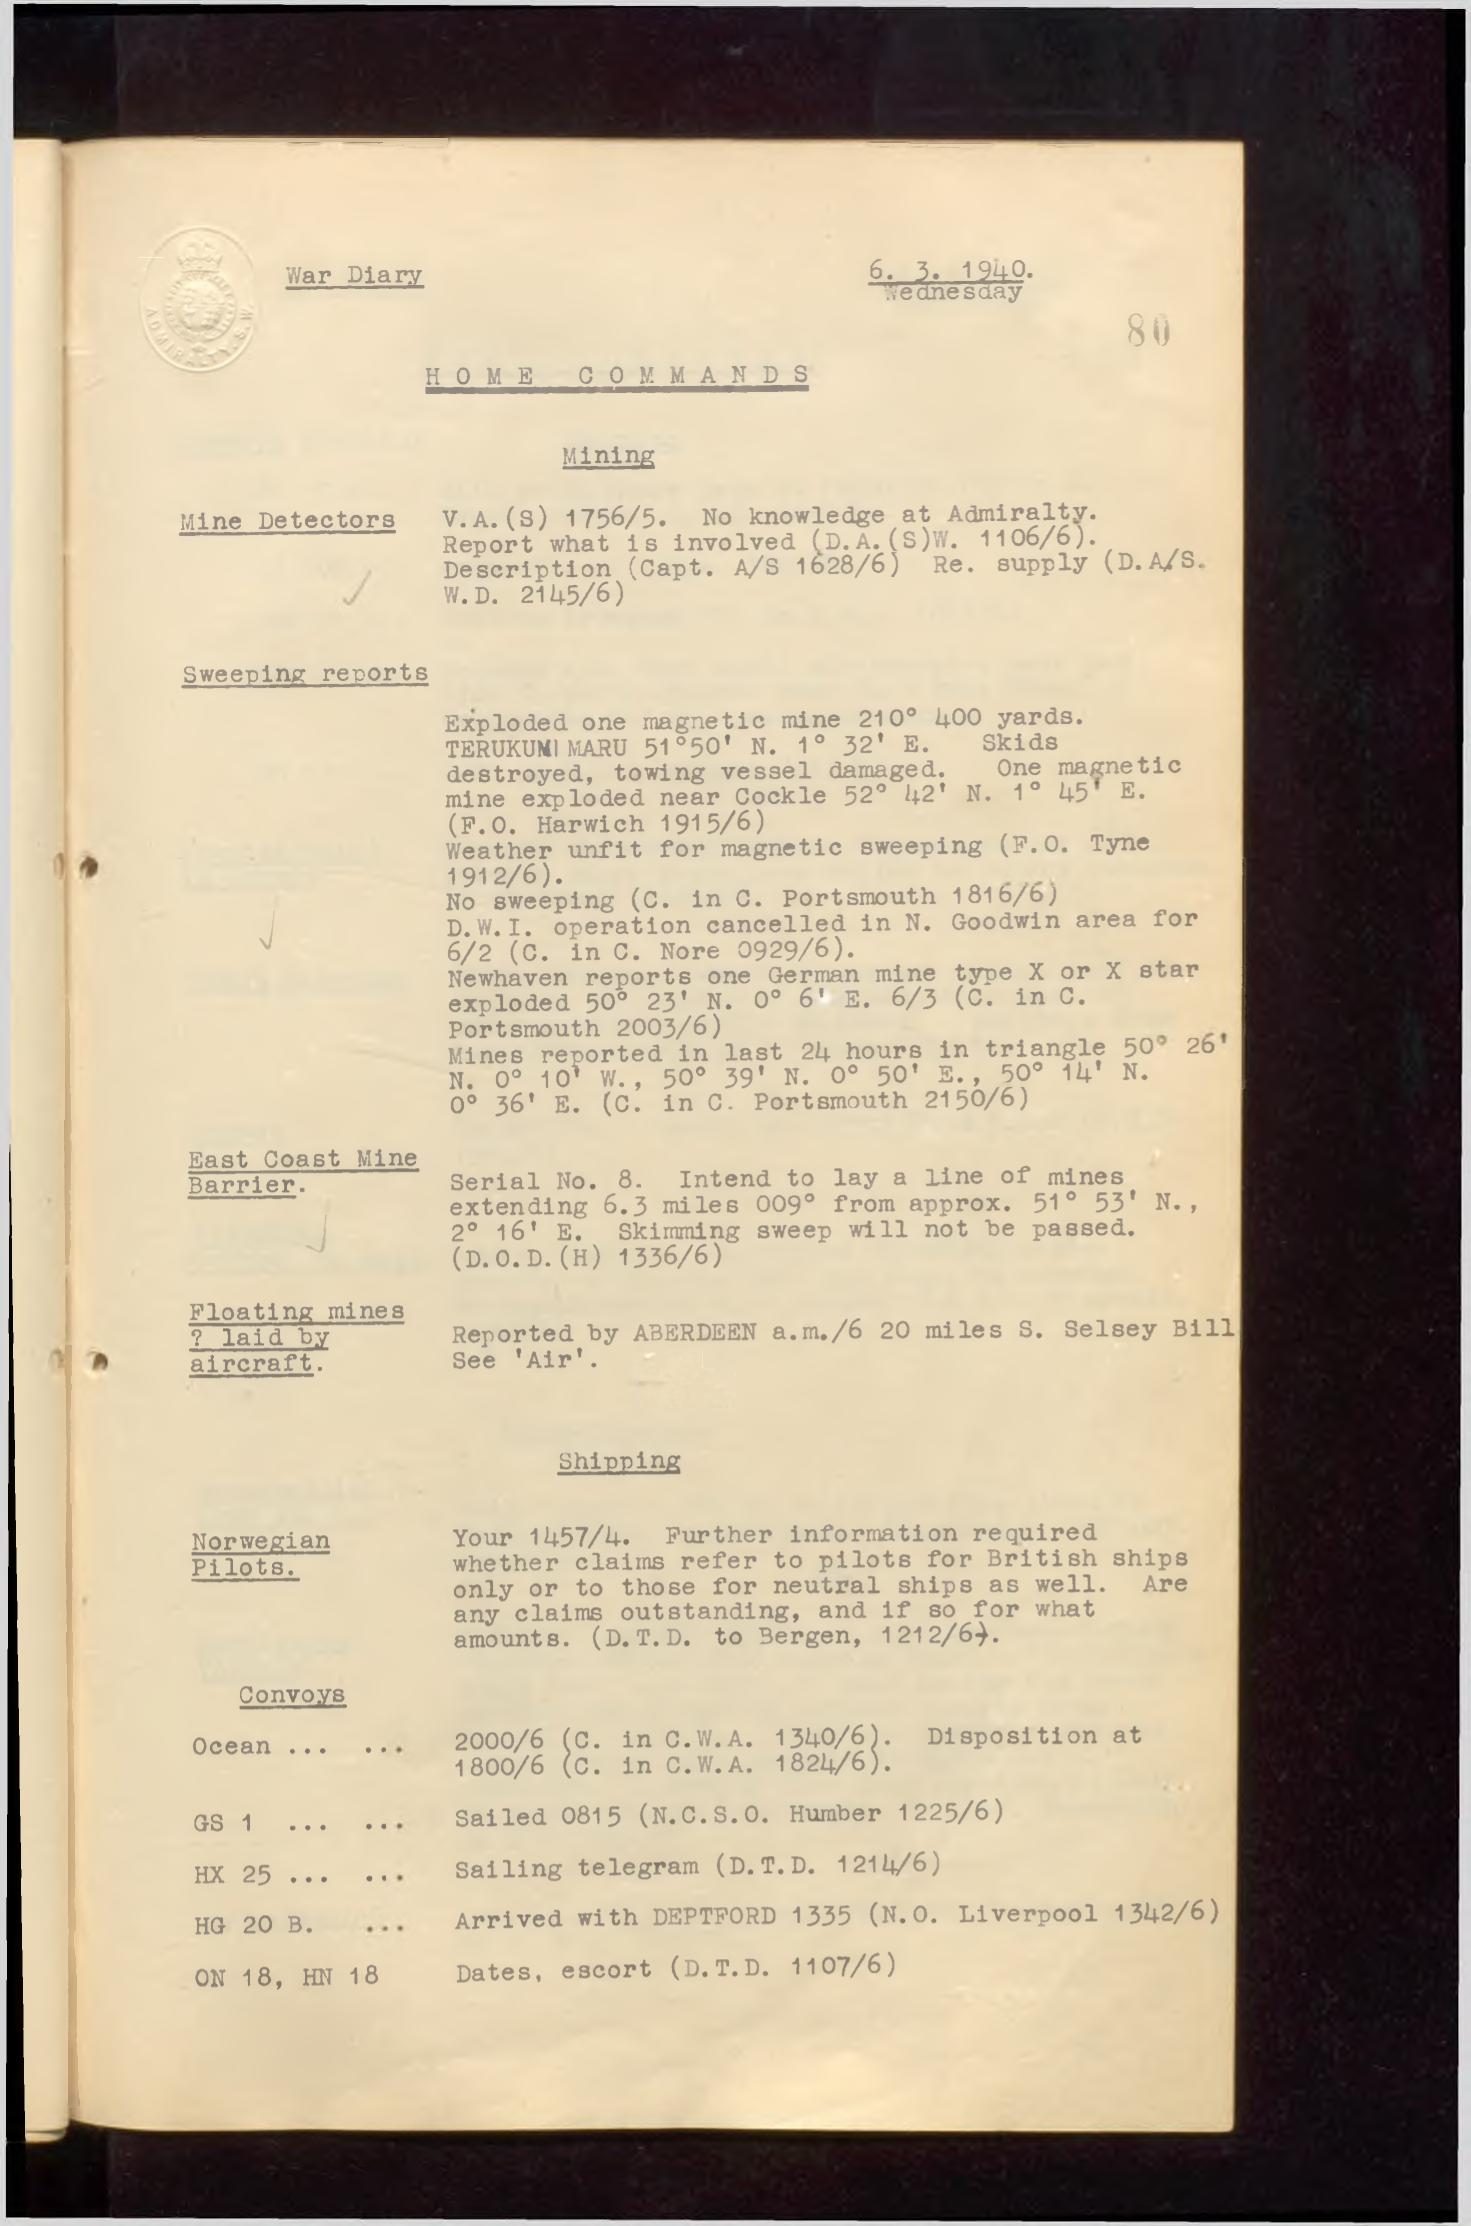 ADMIRALTY. S. W.
War Diary
6. 3. 1940.
Wednesday
80
HOME COMMANDS
Mining
Mine Detectors
V.A.(S) 1756/5. No knowledge at Admiralty.
Report what is involved (D.A.(S)W. 1106/6).
Description (Capt. A/S 1628/6) Re. supply (D.A/S.
W.D. 2145/6)
Sweeping reports
Exploded one magnetic mine 210° 400 yards.
TERUKUNI MARU 51°50' N. 1° 32' E. Skids
destroyed, towing vessel damaged. One magnetic
mine exploded near Cockle 52° 42' N. 1° 45' E.
(F.O. Harwich 1915/6)
Weather unfit for magnetic sweeping (F.O. Tyne
1912/6).
No sweeping (C. in C. Portsmouth 1816/6)
D.W.I. operation cancelled in N. Goodwin area for
6/2 (C. in C. Nore 0929/6).
Newhaven reports one German mine type X or X star
exploded 50° 23' N. 0° 6' E. 6/3 (C. in C.
Portsmouth 2003/6)
Mines reported in last 24 hours in triangle 50° 26'
N. 0° 10' W., 50° 39' N. 0° 50' E., 50° 14' N.
0° 36' E. (C. in C. Portsmouth 2150/6)
East Coast Mine
Barrier.
Serial No. 8. Intend to lay a line of mines
extending 6.3 miles 009° from approx. 51° 53' N.,
2° 16' E. Skimming sweep will not be passed.
(D.O.D.(H) 1336/6)
Floating mines
? laid by
aircraft.
Reported by ABERDEEN a.m./6 20 miles S. Selsey Bill
See 'Air'.
Shipping
Norwegian
Pilots.
Your 1457/4. Further information required
whether claims refer to pilots for British ships
only or to those for neutral ships as well. Are
any claims outstanding, and if so for what
amounts. (D.T.D. to Bergen, 1212/6).
Convoys
Ocean ... ... 2000/6 (C. in C.W.A. 1340/6). Disposition at
1800/6 (C. in C.W.A. 1824/6).
GS 1 ... ... Sailed 0815 (N.C.S.O. Humber 1225/6)
HX 25 ... ... Sailing telegram (D.T.D. 1214/6)
HG 20 B. ... Arrived with DEPTFORD 1335 (N.O. Liverpool 1342/6)
ON 18, HN 18 Dates, escort (D.T.D. 1107/6)